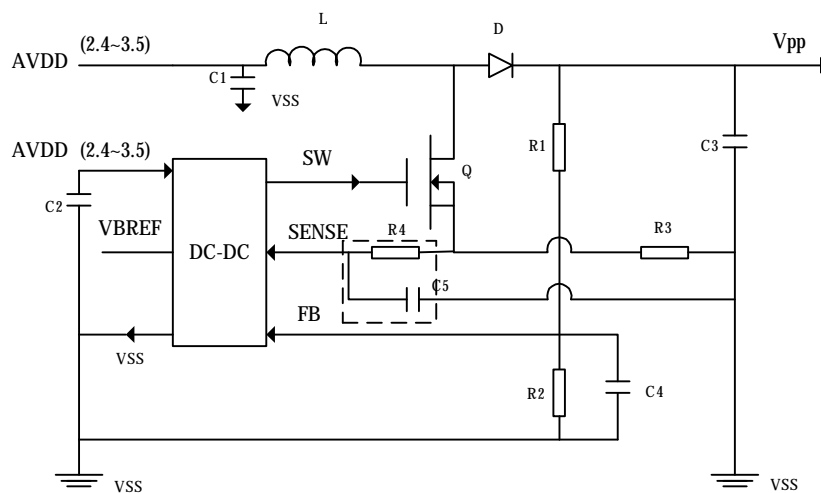 L
D
AVDD (2.4~3.5)
Vpp
C1
VSS
AVDD (2.4~3.5)
SW
Q
R1
C3
C2
VBREF
DC-DC
SENSE
R4
R3
C5
FB
VSS
R2
C4
VSS
VSS